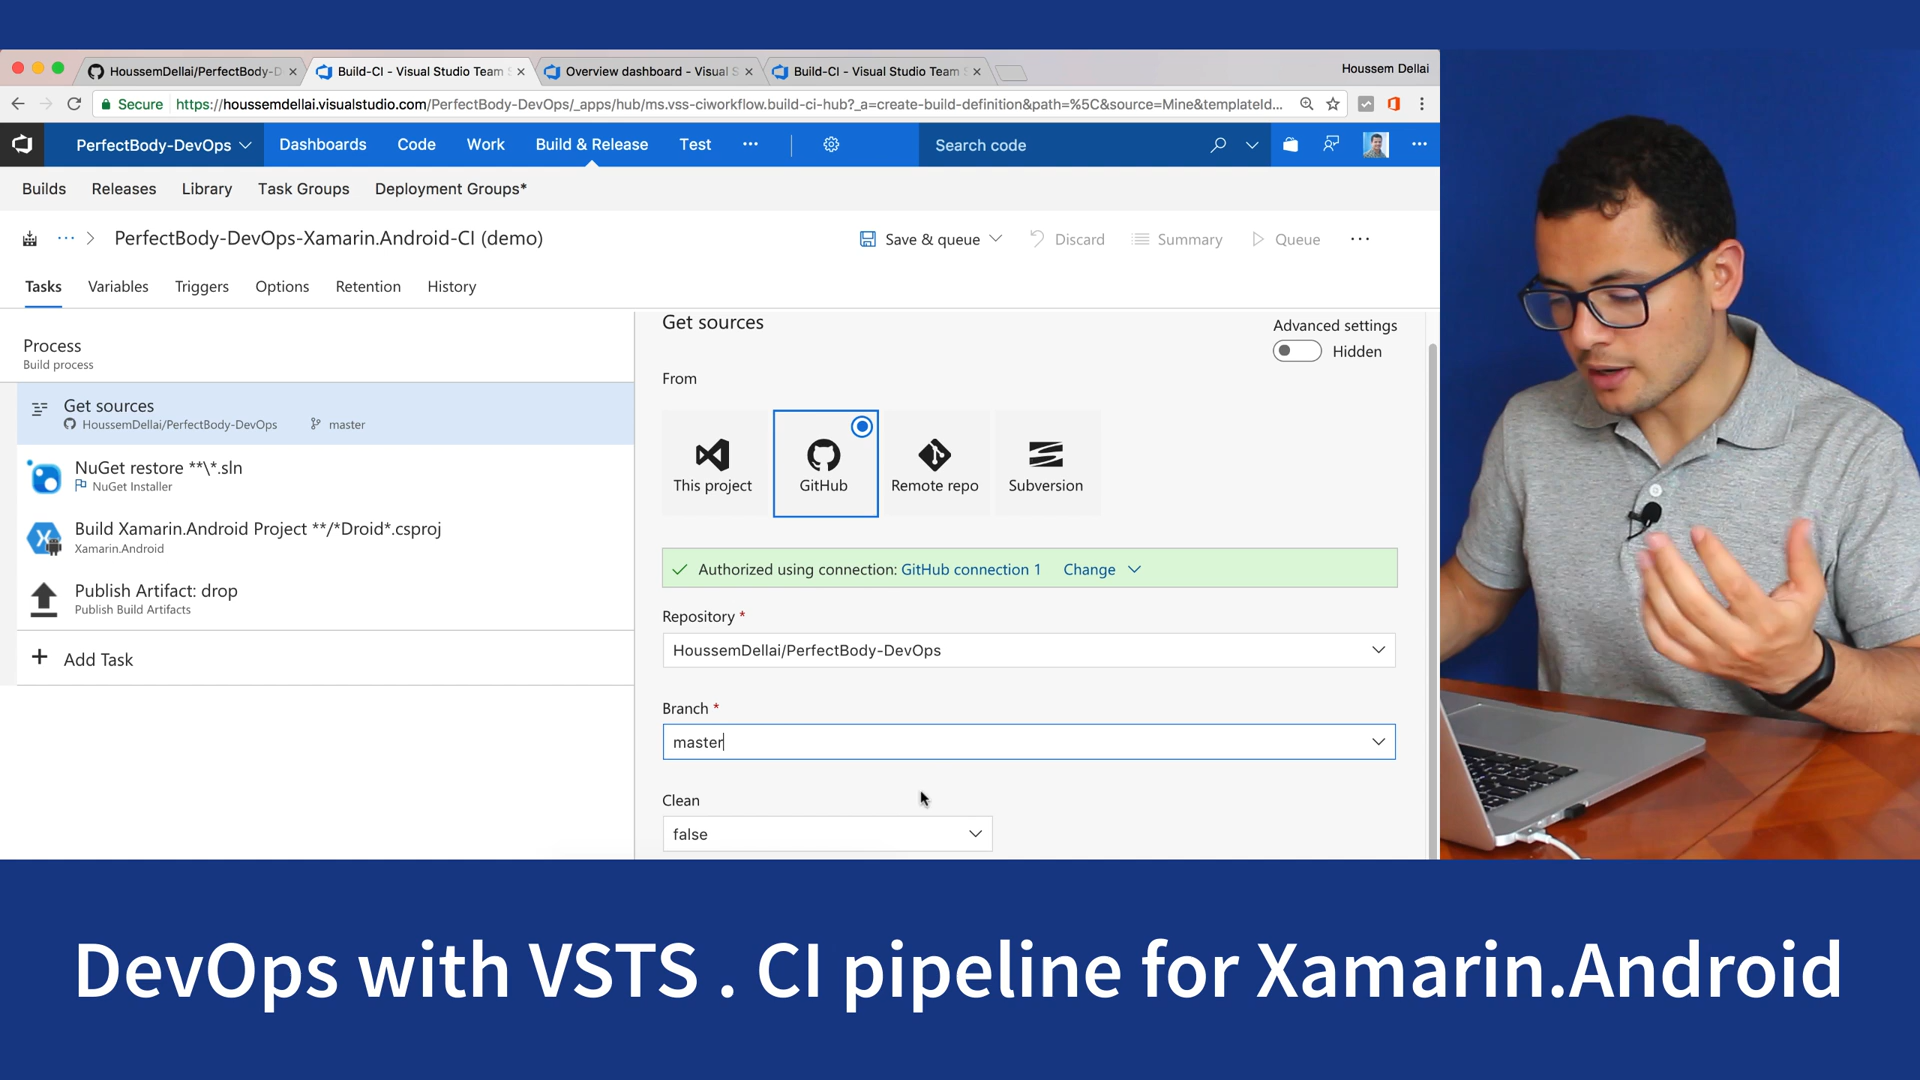 HoussemDellai/PerfectBody-D
Build-CI - Visual Studio Team S
Overview dashboard - Visual S
Build-CI - Visual Studio Team S
Houssem Dellai
Secure
https://houssemdellai.visualstudio.com/PerfectBody-DevOps/_apps/hub/ms.vss-ciworkflow.build-ci-hub?_a=create-build-definition&path=%5C&source=Mine&templateId...
PerfectBody-DevOps
Dashboards
Code
Work
Build & Release
Test
Search code
Builds
Releases
Library
Task Groups
Deployment Groups*
PerfectBody-DevOps-Xamarin.Android-CI (demo)
Save & queue
Discard
Summary
Queue
Tasks
Variables
Triggers
Options
Retention
History
Process
Build process
Get sources
HoussemDellai/PerfectBody-DevOps
master
NuGet restore **\*.sln
NuGet Installer
Build Xamarin.Android Project **/*Droid*.csproj
Xamarin.Android
Publish Artifact: drop
Publish Build Artifacts
Add Task
Get sources
Advanced settings
Hidden
From
This project
GitHub
Remote repo
Subversion
Authorized using connection: GitHub connection 1
Change
Repository *
HoussemDellai/PerfectBody-DevOps
Branch *
master
Clean
false
DevOps with VSTS . CI pipeline for Xamarin.Android